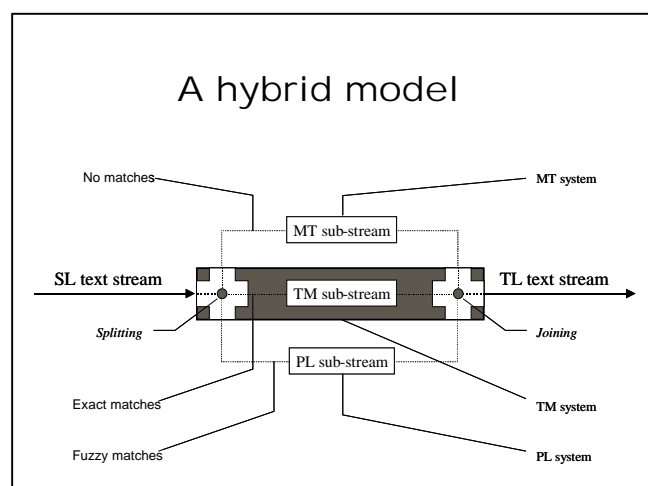 A hybrid model
No matches
MT system
MT sub-stream
SL text stream
TM sub-stream
TL text stream
Splitting
Joining
PL sub-stream
Exact matches
TM system
Fuzzy matches
PL system